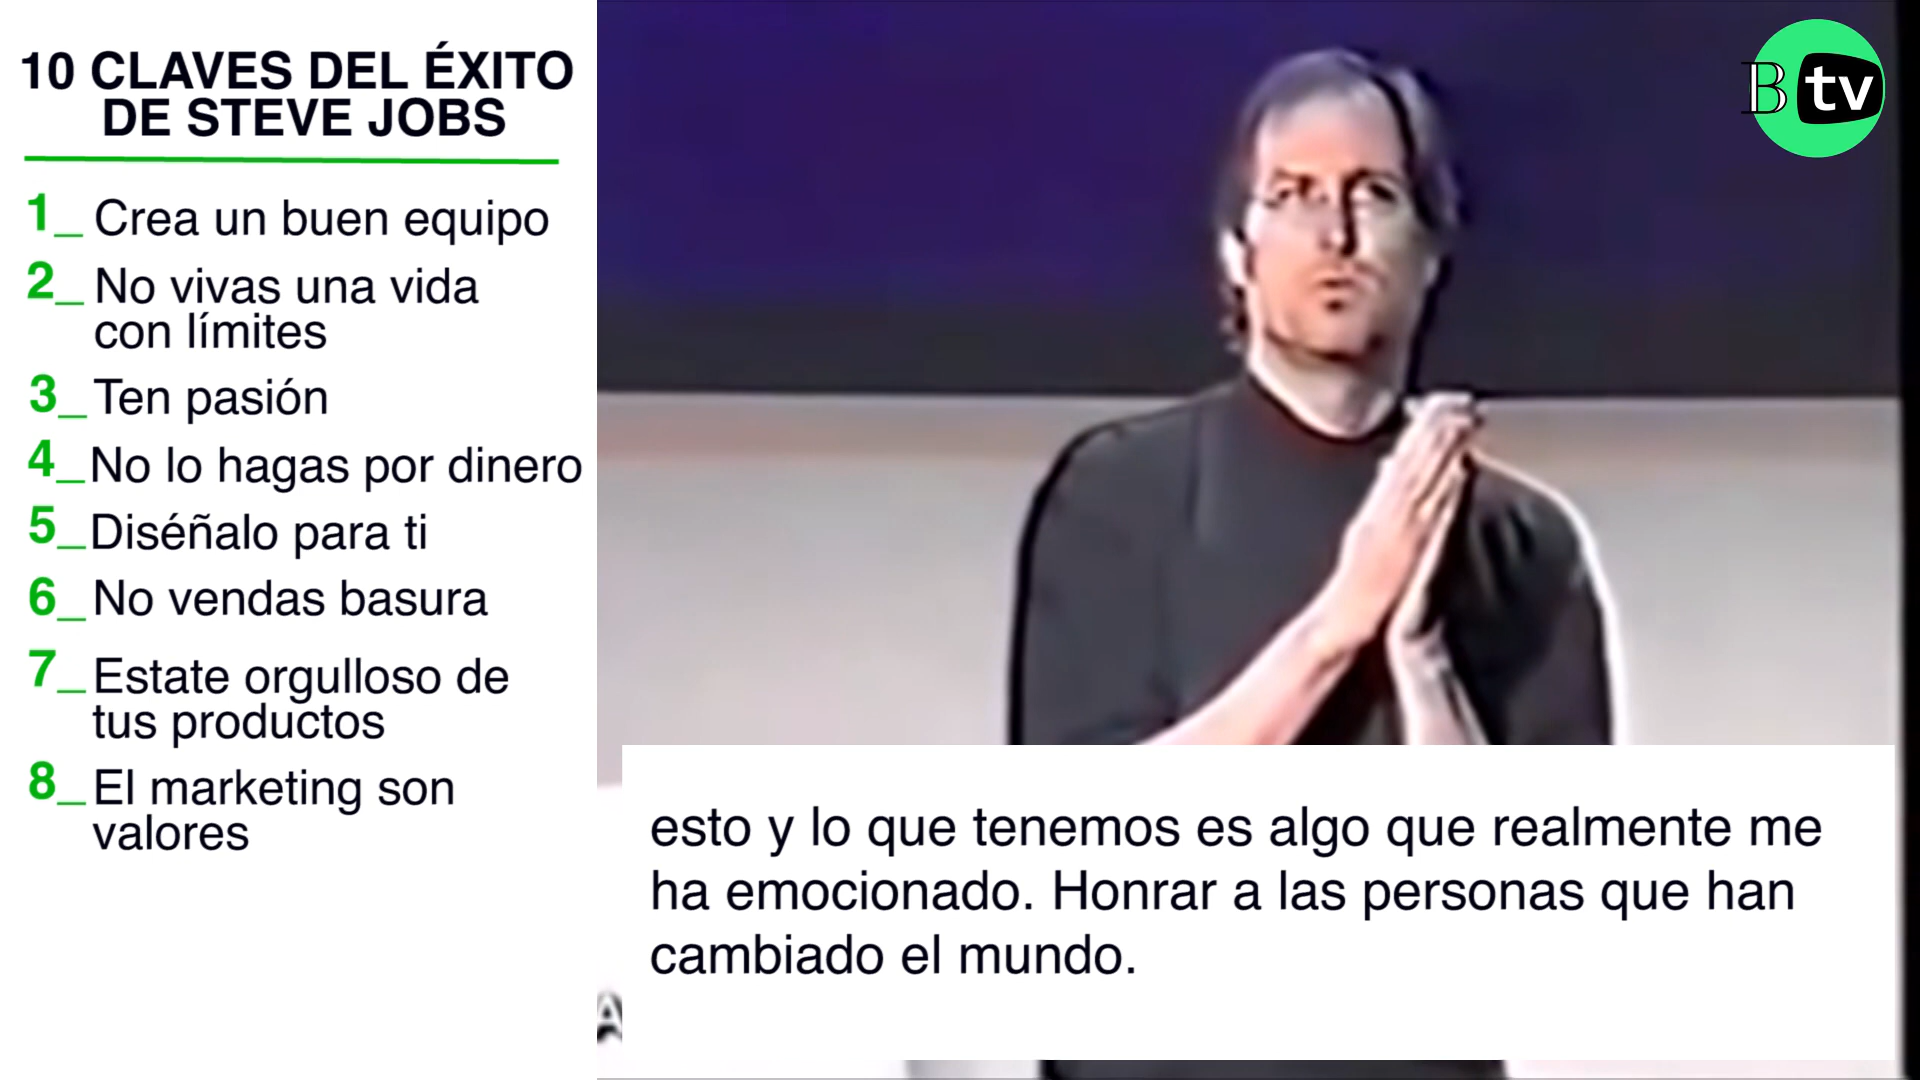 10 CLAVES DEL ÉXITO
DE STEVE JOBS
1_ Crea un buen equipo
2_ No vivas una vida
con límites
3_ Ten pasión
4_ No lo hagas por dinero
5_ Diséñalo para ti
6_ No vendas basura
7_ Estate orgulloso de
tus productos
8_ El marketing son
valores
B tv
esto y lo que tenemos es algo que realmente me
ha emocionado. Honrar a las personas que han
cambiado el mundo.